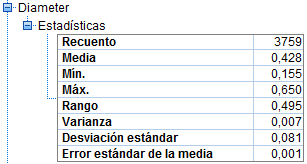 Diameter
Estadísticas
Recuento 3759
Media 0,428
Mín. 0,155
Máx. 0,650
Rango 0,495
Varianza 0,007
Desviación estándar 0,081
Error estándar de la media 0,001